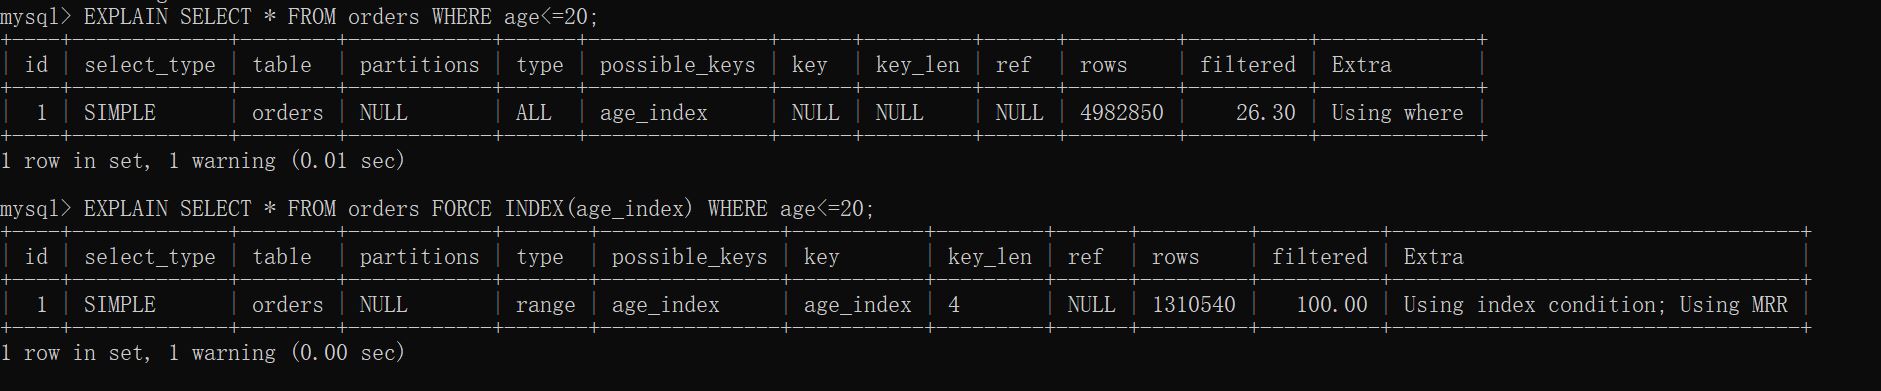 mysql> EXPLAIN SELECT * FROM orders WHERE age<=20;
+----+-------------+--------+------------+------+---------------+------+---------+------+---------+----------+-------------+
| id | select_type | table  | partitions | type | possible_keys | key  | key_len | ref  | rows    | filtered | Extra       |
+----+-------------+--------+------------+------+---------------+------+---------+------+---------+----------+-------------+
|  1 | SIMPLE      | orders | NULL       | ALL  | age_index     | NULL | NULL    | NULL | 4982850 |    26.30 | Using where |
+----+-------------+--------+------------+------+---------------+------+---------+------+---------+----------+-------------+
1 row in set, 1 warning (0.01 sec)
mysql> EXPLAIN SELECT * FROM orders FORCE INDEX(age_index) WHERE age<=20;
+----+-------------+--------+------------+-------+---------------+-----------+---------+------+---------+----------+----------------------------------+
| id | select_type | table  | partitions | type  | possible_keys | key       | key_len | ref  | rows    | filtered | Extra                            |
+----+-------------+--------+------------+-------+---------------+-----------+---------+------+---------+----------+----------------------------------+
|  1 | SIMPLE      | orders | NULL       | range | age_index     | age_index | 4       | NULL | 1310540 |   100.00 | Using index condition; Using MRR |
+----+-------------+--------+------------+-------+---------------+-----------+---------+------+---------+----------+----------------------------------+
1 row in set, 1 warning (0.00 sec)